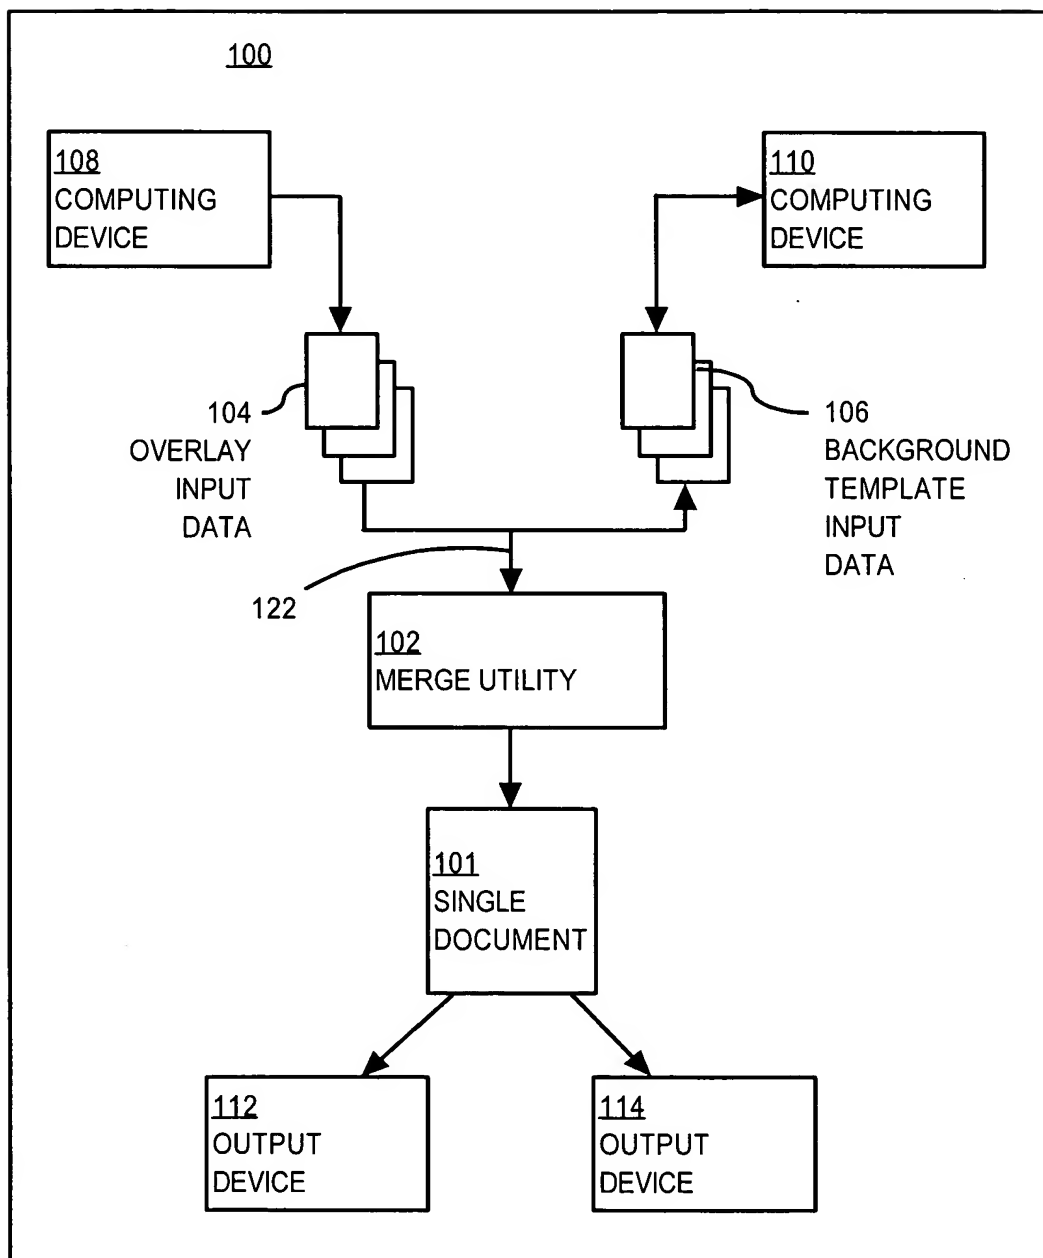 100
108
COMPUTING
DEVICE
110
COMPUTING
DEVICE
104
OVERLAY
INPUT
DATA
106
BACKGROUND
TEMPLATE
INPUT
DATA
122
102
MERGE UTILITY
101
SINGLE
DOCUMENT
112
OUTPUT
DEVICE
114
OUTPUT
DEVICE